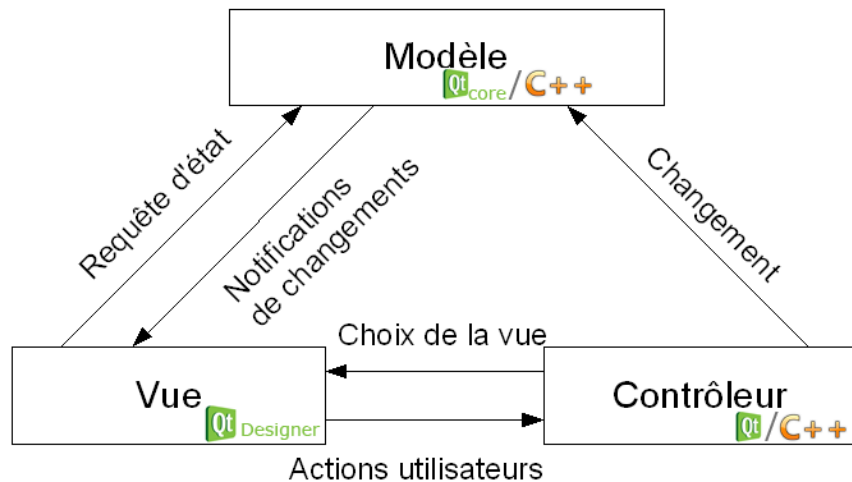 Modèle
Qt core / C++
Requête d'état
Notifications
de changements
Changement
Choix de la vue
Vue
Qt Designer
Contrôleur
Qt / C++
Actions utilisateurs